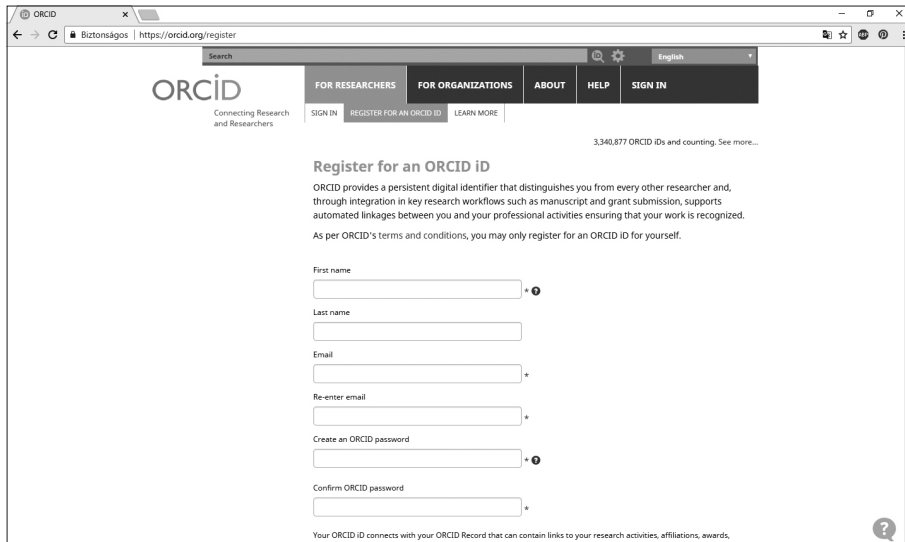 ORCID
Biztonságos https://orcid.org/register
Search
iD
English
ORCiD
Connecting Research
and Researchers
FOR RESEARCHERS FOR ORGANIZATIONS ABOUT HELP SIGN IN
SIGN IN REGISTER FOR AN ORCID ID LEARN MORE
3,340,877 ORCID iDs and counting. See more...
Register for an ORCID iD
ORCID provides a persistent digital identifier that distinguishes you from every other researcher and,
through integration in key research workflows such as manuscript and grant submission, supports
automated linkages between you and your professional activities ensuring that your work is recognized.
As per ORCID's terms and conditions, you may only register for an ORCID iD for yourself.
First name
* ?
Last name
Email
*
Re-enter email
*
Create an ORCID password
* ?
Confirm ORCID password
*
Your ORCID iD connects with your ORCID Record that can contain links to your research activities, affiliations, awards,
?